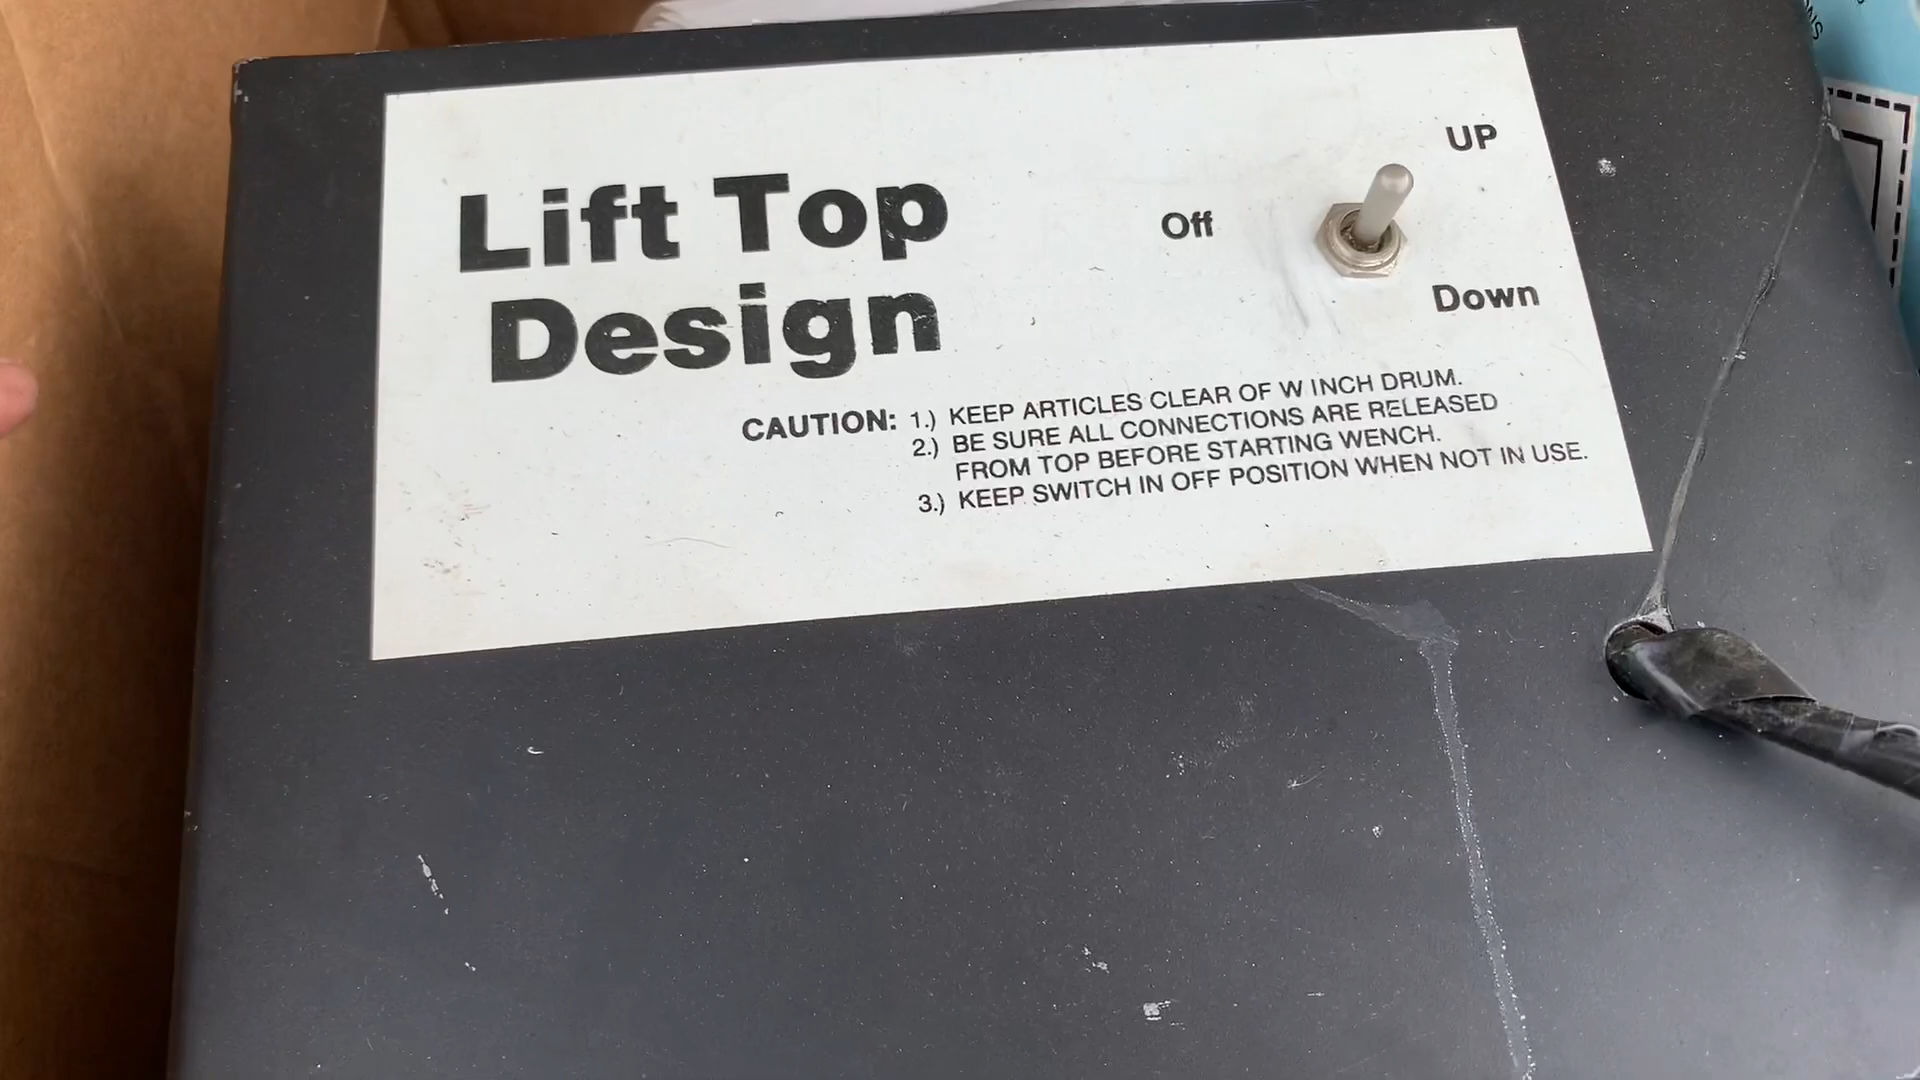 Lift Top
Design
UP
Off
Down
CAUTION: 1.) KEEP ARTICLES CLEAR OF W INCH DRUM.
2.) BE SURE ALL CONNECTIONS ARE RELEASED
FROM TOP BEFORE STARTING WENCH.
3.) KEEP SWITCH IN OFF POSITION WHEN NOT IN USE.